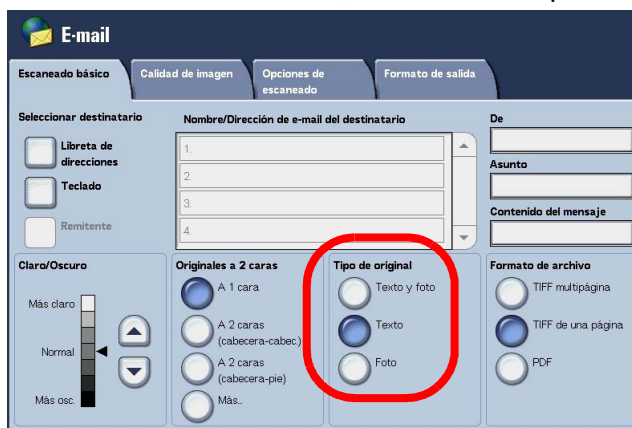 E-mail
Escaneado básico
Calidad de imagen
Opciones de
escaneado
Formato de salida
Seleccionar destinatario
Libreta de
direcciones
Teclado
Remitente
Nombre/Dirección de e-mail del destinatario
1.
2.
3.
4.
De
Asunto
Contenido del mensaje
Claro/Oscuro
Más claro
Normal
Más osc.
Originales a 2 caras
A 1 cara
A 2 caras
(cabecera-cabec.)
A 2 caras
(cabecera-pie)
Más...
Tipo de original
Texto y foto
Texto
Foto
Formato de archivo
TIFF multipágina
TIFF de una página
PDF